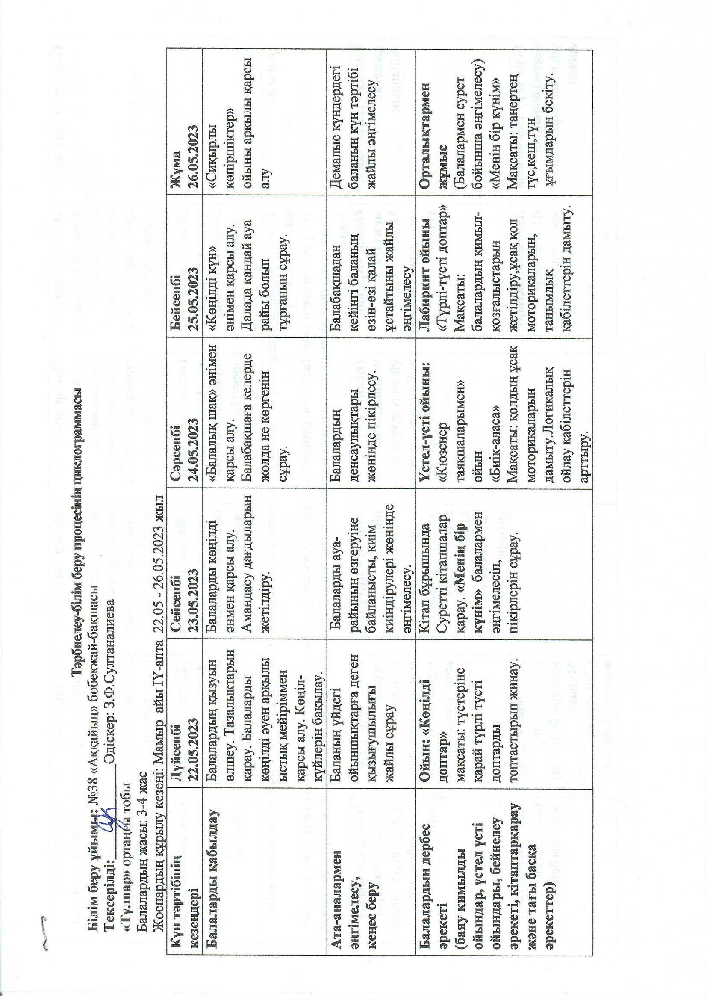 Тәрбиелеу-білім беру процесінің циклограммасы
Білім беру ұйымы: №38 «Аққайың» бөбекжай-бақшасы
Тексерілді:____________________Әдіскер: З.Ф.Султаналиева
«Тұлпар» ортаңғы тобы
Балалардың жасы: 3-4 жас
Жоспардың құрылу кезеңі: Мамыр айы ІҮ-апта 22.05 - 26.05.2023 жыл
Күн тәртібінің
кезеңдері
Дүйсенбі
22.05.2023
Сейсенбі
23.05.2023
Сәрсенбі
24.05.2023
Бейсенбі
25.05.2023
Жұма
26.05.2023
Балаларды қабылдау
Балалардың қызуын
өлшеу. Тазалықтарын
қарау. Балаларды
көңілді әуен арқылы
ыстық мейіріммен
қарсы алу. Көңіл-
күйлерін бақылау.
Балаларды көңілді
әнмен қарсы алу.
Амандасу дағдыларын
жетілдіру.
«Балалық шақ» әнімен
қарсы алу.
Балабақшаға келерде
жолда не көргенін
сұрау.
«Көңілді күн»
әнімен қарсы алу.
Далада қандай ауа
райы болып
тұрғанын сұрау.
«Сиқырлы
көпіршіктер»
ойыны арқылы қарсы
алу
Ата-аналармен
әңгімелесу,
кеңес беру
Баланың үйдегі
ойыншықтарға деген
қызығушылығы
жайлы сұрау
Балаларды ауа-
райының өзгеруіне
байланысты, киім
киіндірулері жөнінде
әңгімелесу.
Балалардың
денсаулықтары
жөнінде пікірлесу.
Балабақшадан
кейінгі баланың
өзін-өзі қалай
ұстайтыны жайлы
әңгімелесу
Демалыс күндердегі
баланың күн тәртібі
жайлы әңгімелесу
Балалардың дербес
әрекеті
(баяу қимылды
ойындар, үстел үсті
ойындары, бейнелеу
әрекеті, кітаптарқарау
және тағы басқа
әрекеттер)
Ойын: «Көңілді
доптар»
мақсаты: түстеріне
қарай түрлі түсті
доптарды
топтастырып жинау.
Кітап бұрышында
Суретті кітапшалар
қарау. «Менің бір
күнім» балалармен
әңгімелесіп,
пікірлерін сұрау.
Үстел-үсті ойыны:
«Кюзенер
таяқшаларымен»
ойын
«Биік-аласа»
Мақсаты: қолдың ұсақ
моторикаларын
дамыту.Логикалық
ойлау қабілеттерін
арттыру.
Лабиринт ойыны
«Түрлі-түсті доптар»
Мақсаты:
балалардың қимыл-
қозғалыстарын
жетілдіру,ұсақ қол
моторикаларын,
танымдық
қабілеттерін дамыту.
Орталықтармен
жұмыс
(Балалармен сурет
бойынша әңгімелесу)
«Менің бір күнім»
Мақсаты: таңертең
түс,кеш,түн
ұғымдарын бекіту.